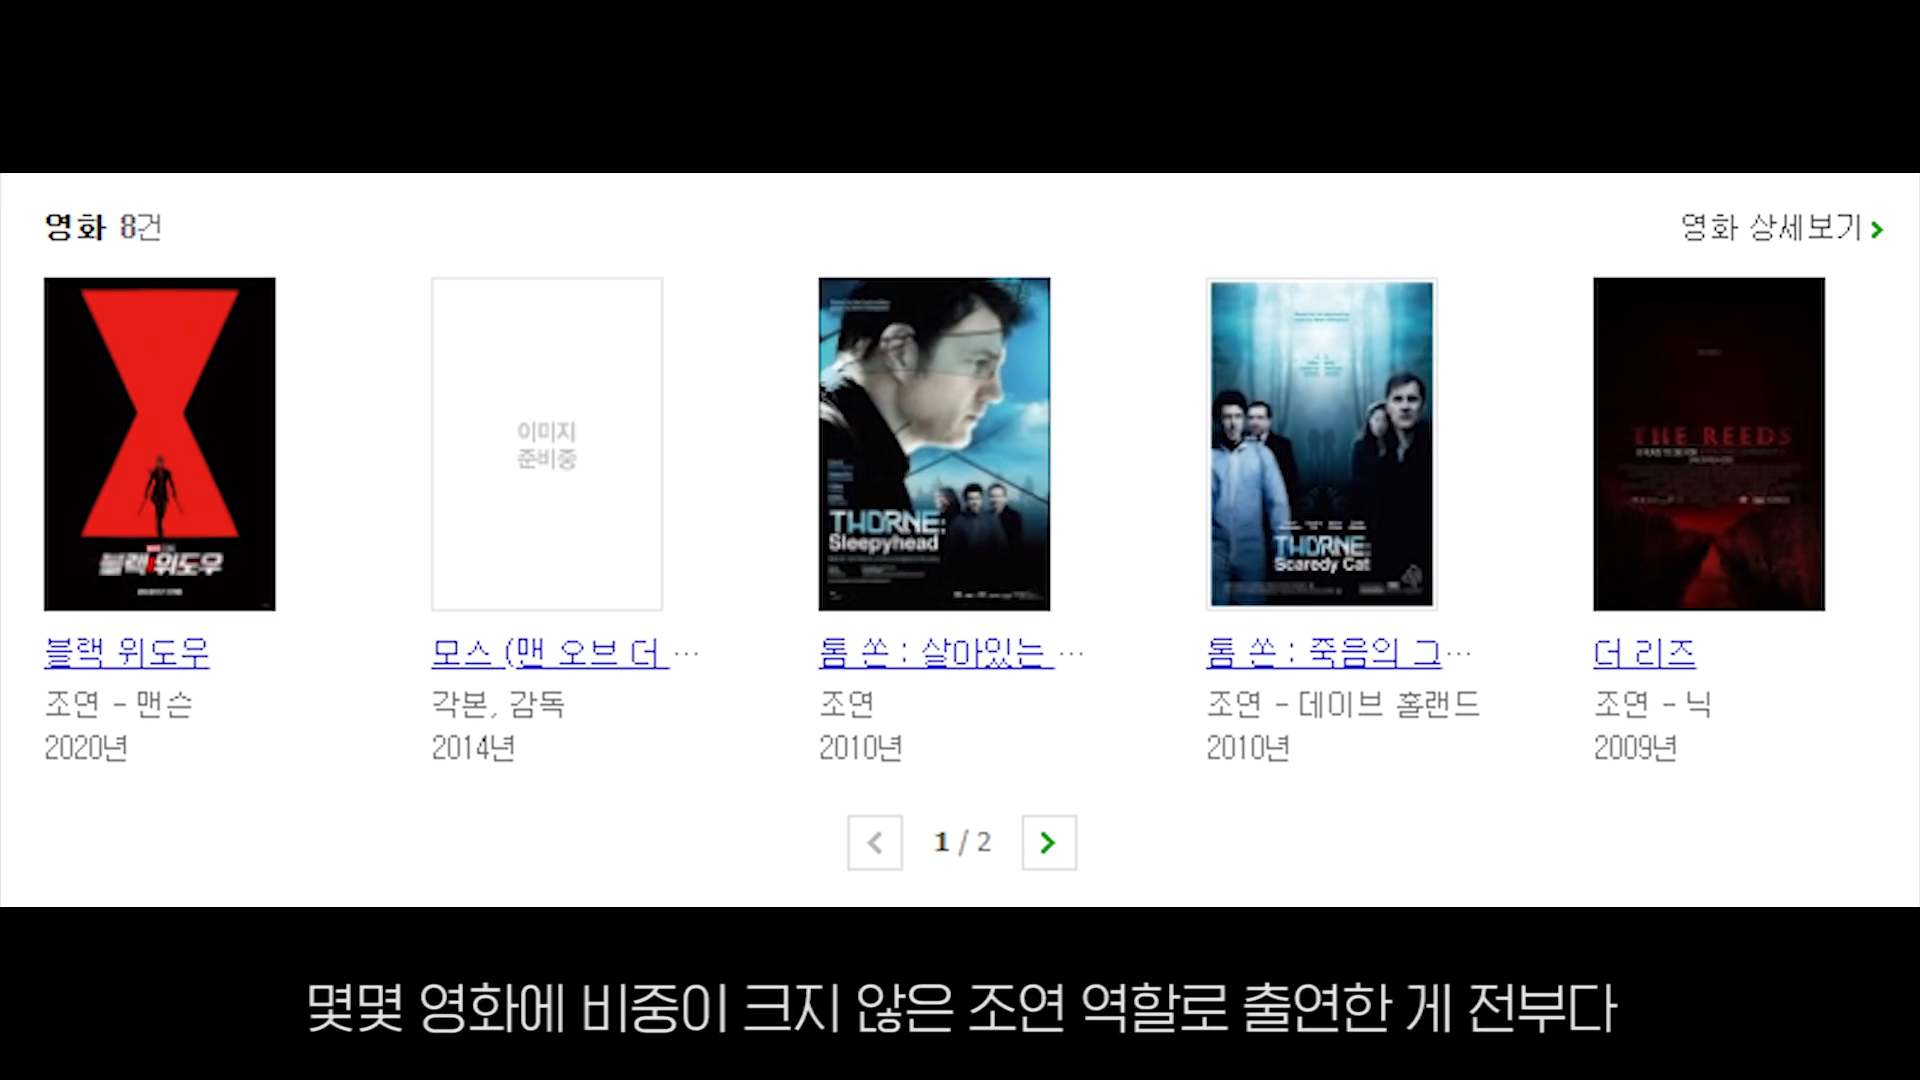 영화 8건
영화 상세보기
블랙 위도우
이미지
준비중
THORNE:
Sleepyhead
THORNE:
Scaredy Cat
THE REEDS
블랙 위도우
조연 - 맨슨
2020년
모스 (맨 오브 더 ...
각본, 감독
2014년
톰 쏜 : 살아있는 ...
조연
2010년
톰 쏜 : 죽음의 그...
조연 - 데이브 홀랜드
2010년
더 리즈
조연 - 닉
2009년
1 / 2
몇몇 영화에 비중이 크지 않은 조연 역할로 출연한 게 전부다